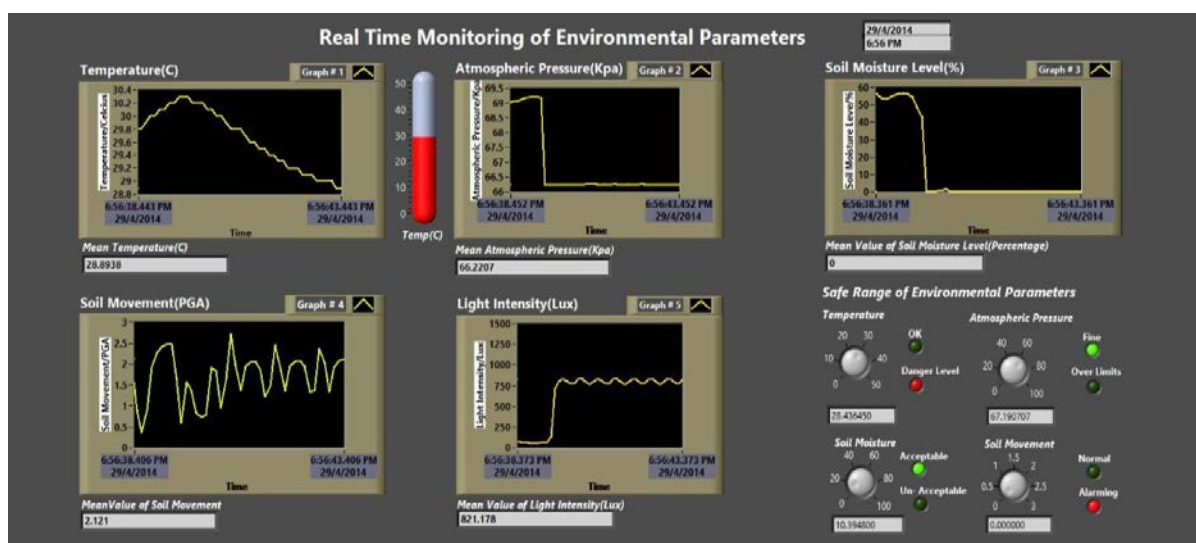 Real Time Monitoring of Environmental Parameters
29/4/2014
6:56 PM
Temperature(C)
Graph # 1
Temperature/Celcius
30.4
30.2
30
29.8
29.6
29.4
29.2
29
28.8
6:56:38.443 PM
29/4/2014
6:56:43.443 PM
29/4/2014
Time
Mean Temperature(C)
28.8938
50
40
30
20
10
0
Temp(C)
Atmospheric Pressure(Kpa)
Graph # 2
Atmospheric Pressure/Kpa
69.5
69
68.5
68
67.5
67
66.5
66
6:56:38.452 PM
29/4/2014
6:56:43.452 PM
29/4/2014
Time
Mean Atmospheric Pressure(Kpa)
66.2207
Soil Moisture Level(%)
Graph # 3
Soil Moisture Leve/%
60
50
40
30
20
10
0
6:56:38.361 PM
29/4/2014
6:56:43.361 PM
29/4/2014
Time
Mean Value of Soil Moisture Level(Percentage)
0
Soil Movement(PGA)
Graph # 4
Soil Movement/PGA
3
2.5
2
1.5
1
0.5
0
6:56:38.406 PM
29/4/2014
6:56:43.406 PM
29/4/2014
Time
MeanValue of Soil Movement
2.121
Light Intensity(Lux)
Graph # 5
Light Intensity/Lux
1500
1250
1000
750
500
250
0
6:56:38.373 PM
29/4/2014
6:56:43.373 PM
29/4/2014
Time
Mean Value of Light Intensity(Lux)
821.178
Safe Range of Environmental Parameters
Temperature
0
10
20
30
40
50
OK
Danger Level
28.436450
Atmospheric Pressure
0
20
40
60
80
100
Fine
Over Limits
67.190707
Soil Moisture
0
20
40
60
80
100
Acceptable
Un- Acceptable
10.394800
Soil Movement
0
0.5
1
1.5
2
2.5
3
Normal
Alarming
0.000000